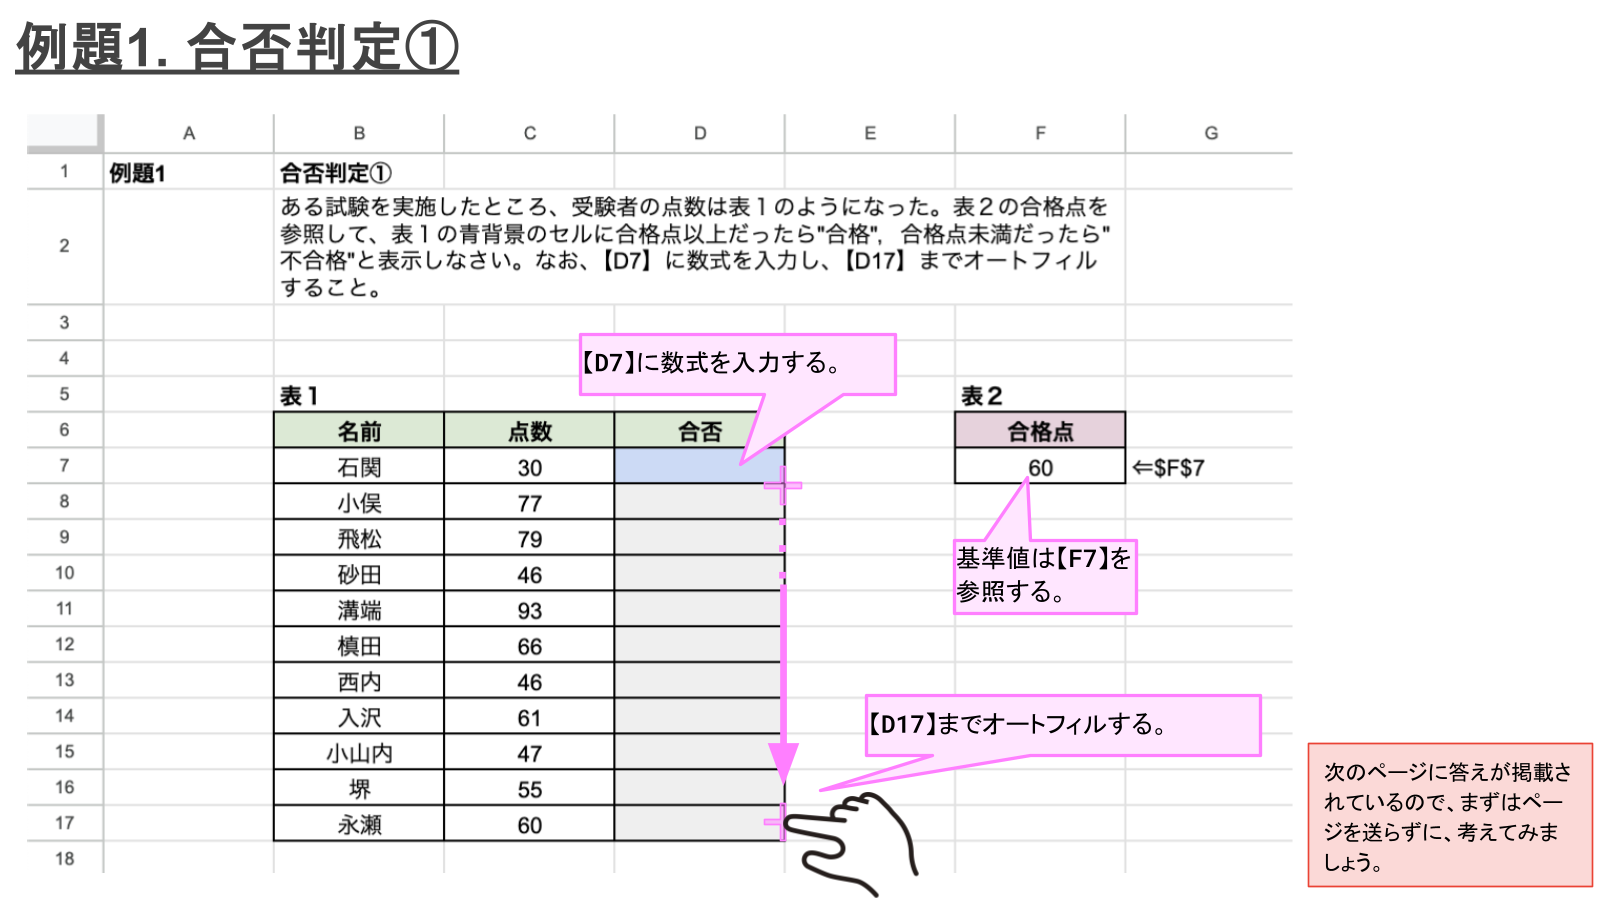 例題1. 合否判定①
A B C D E F G
1 例題1 合否判定①
2 ある試験を実施したところ、受験者の点数は表１のようになった。表２の合格点を
参照して、表１の青背景のセルに合格点以上だったら"合格"，合格点未満だったら"
不合格"と表示しなさい。なお、【D7】に数式を入力し、【D17】までオートフィル
すること。
3
【D7】に数式を入力する。
4
5 表１ 表２
6 名前 点数 合否 合格点
7 石関 30 60 ⇐$F$7
8 小俣 77
9 飛松 79
基準値は【F7】を
参照する。
10 砂田 46
11 溝端 93
12 槙田 66
13 西内 46
14 入沢 61
【D17】までオートフィルする。
15 小山内 47
16 堺 55
17 永瀬 60
18
次のページに答えが掲載さ
れているので、まずはペー
ジを送らずに、考えてみま
しょう。